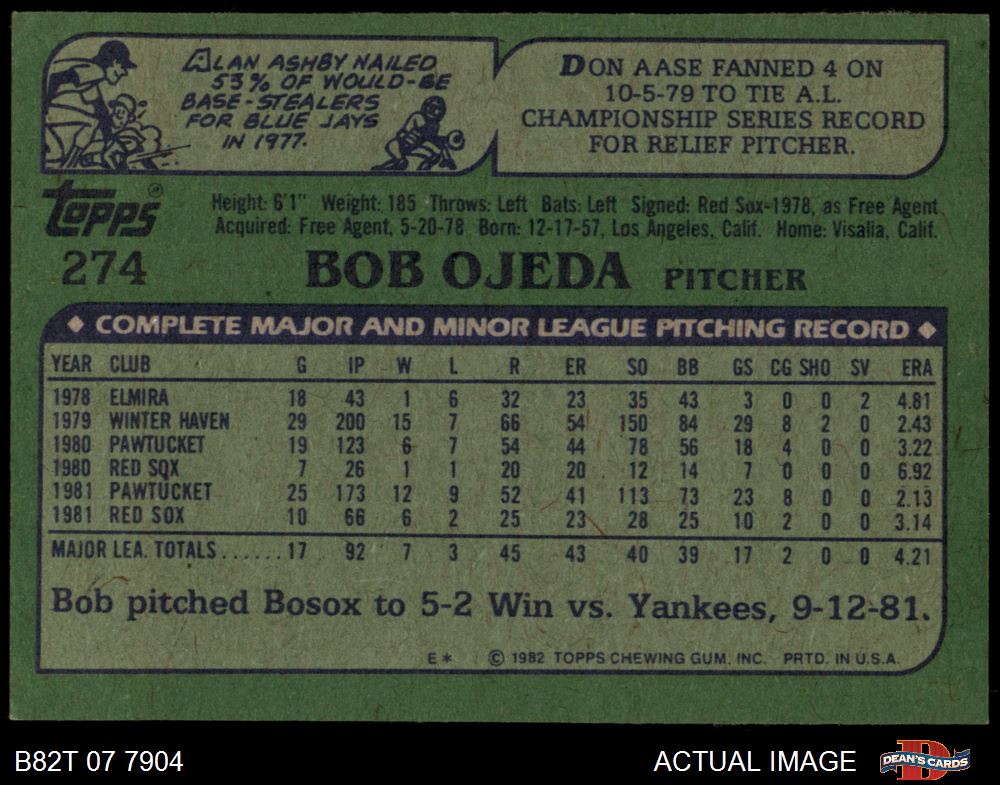 ALAN ASHBY NAILED
53% OF WOULD-BE
BASE-STEALERS
FOR BLUE JAYS
IN 1977.
DON AASE FANNED 4 ON
10-5-79 TO TIE A.L.
CHAMPIONSHIP SERIES RECORD
FOR RELIEF PITCHER.
Topps®
Height: 6'1" Weight: 185 Throws: Left Bats: Left Signed: Red Sox-1978, as Free Agent
Acquired: Free Agent, 5-20-78 Born: 12-17-57, Los Angeles, Calif. Home: Visalia, Calif.
274 BOB OJEDA PITCHER
◆ COMPLETE MAJOR AND MINOR LEAGUE PITCHING RECORD ◆
YEAR CLUB G IP W L R ER SO BB GS CG SHO SV ERA
1978 ELMIRA 18 43 1 6 32 23 35 43 3 0 0 2 4.81
1979 WINTER HAVEN 29 200 15 7 66 54 150 84 29 8 2 0 2.43
1980 PAWTUCKET 19 123 6 7 54 44 78 56 18 4 0 0 3.22
1980 RED SOX 7 26 1 1 20 20 12 14 7 0 0 0 6.92
1981 PAWTUCKET 25 173 12 9 52 41 113 73 23 8 0 0 2.13
1981 RED SOX 10 66 6 2 25 23 28 25 10 2 0 0 3.14
MAJOR LEA. TOTALS......17 92 7 3 45 43 40 39 17 2 0 0 4.21
Bob pitched Bosox to 5-2 Win vs. Yankees, 9-12-81.
E* © 1982 TOPPS CHEWING GUM, INC. PRTD. IN U.S.A.
B82T 07 7904
ACTUAL IMAGE
D
DEAN'S CARDS